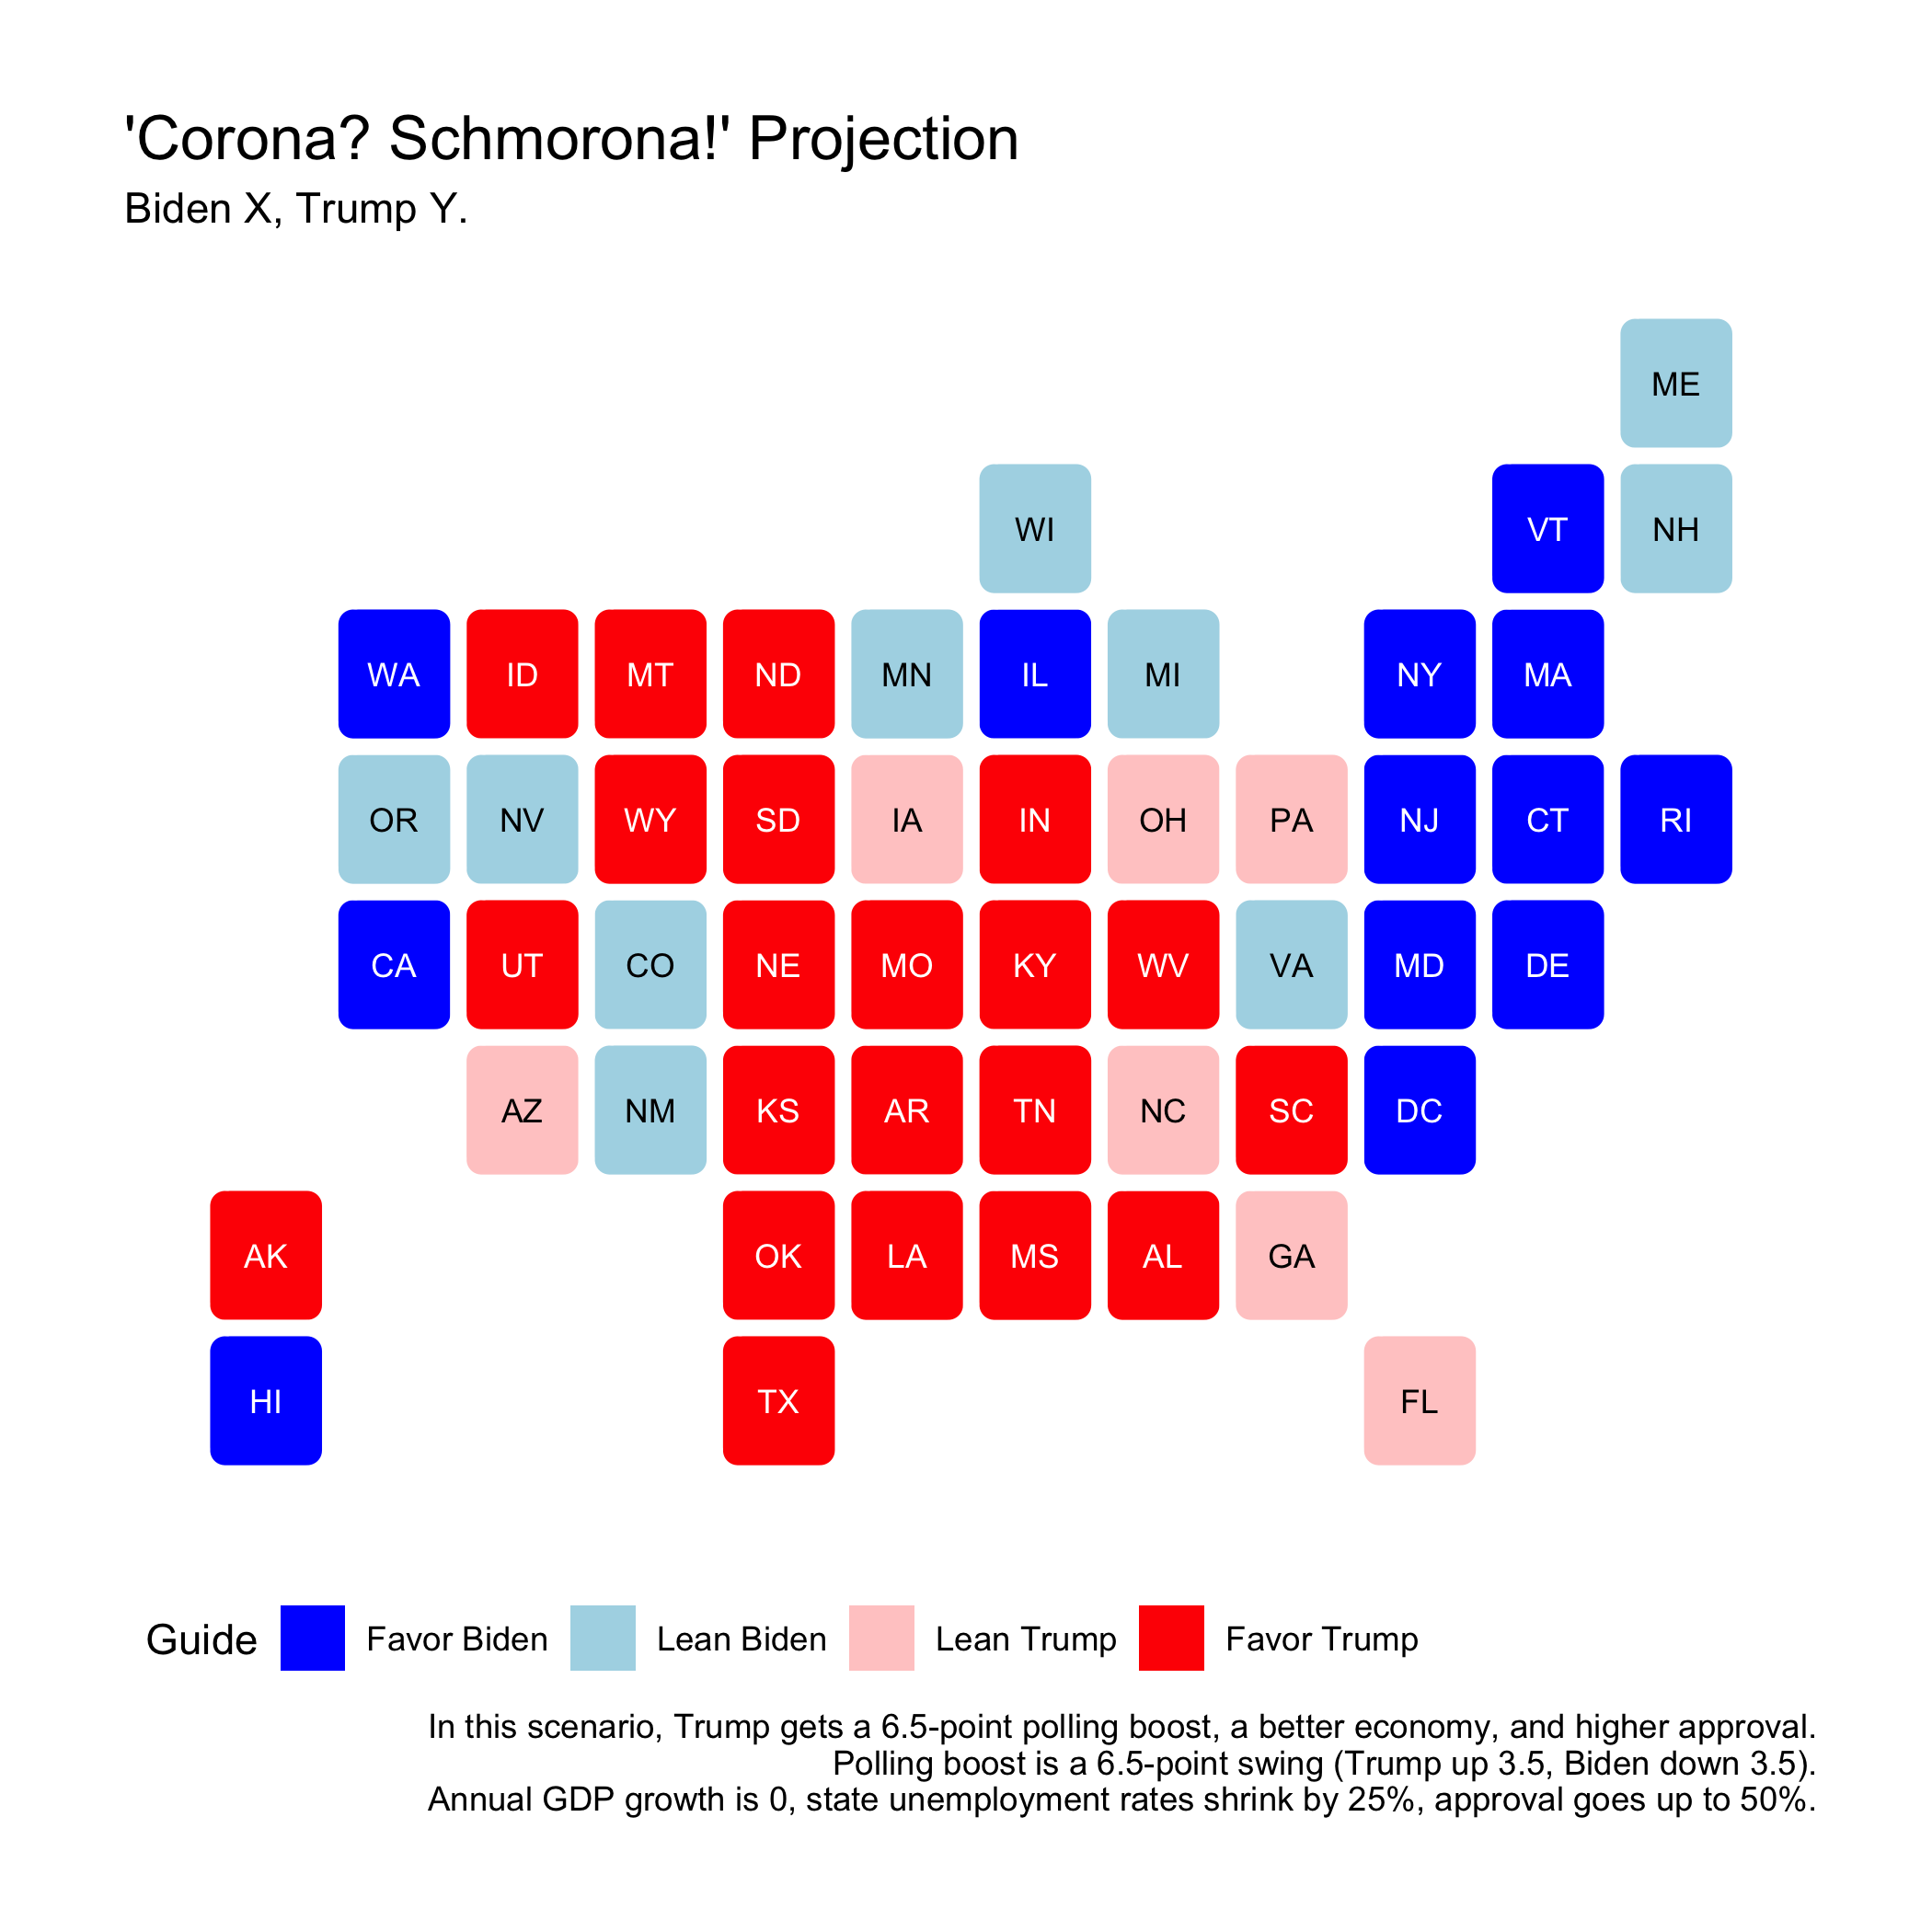 'Corona? Schmorona!' Projection
Biden X, Trump Y.
ME
WI VT NH
WA ID MT ND MN IL MI NY MA
OR NV WY SD IA IN OH PA NJ CT RI
CA UT CO NE MO KY WV VA MD DE
AZ NM KS AR TN NC SC DC
AK OK LA MS AL GA
HI TX FL
Guide Favor Biden Lean Biden Lean Trump Favor Trump
In this scenario, Trump gets a 6.5-point polling boost, a better economy, and higher approval.
Polling boost is a 6.5-point swing (Trump up 3.5, Biden down 3.5).
Annual GDP growth is 0, state unemployment rates shrink by 25%, approval goes up to 50%.